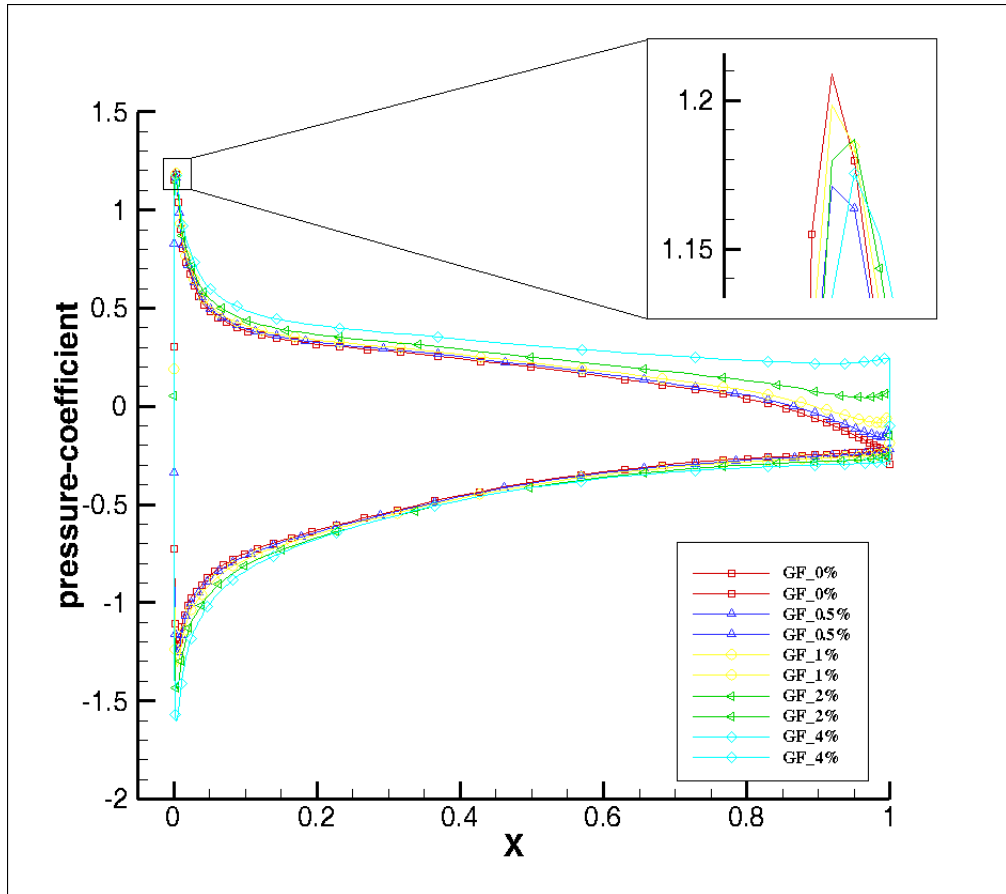 1.2
1.15
1.5
1
0.5
0
-0.5
-1
-1.5
-2
pressure-coefficient
0
0.2
0.4
0.6
0.8
1
X
GF_0%
GF_0%
GF_0.5%
GF_0.5%
GF_1%
GF_1%
GF_2%
GF_2%
GF_4%
GF_4%